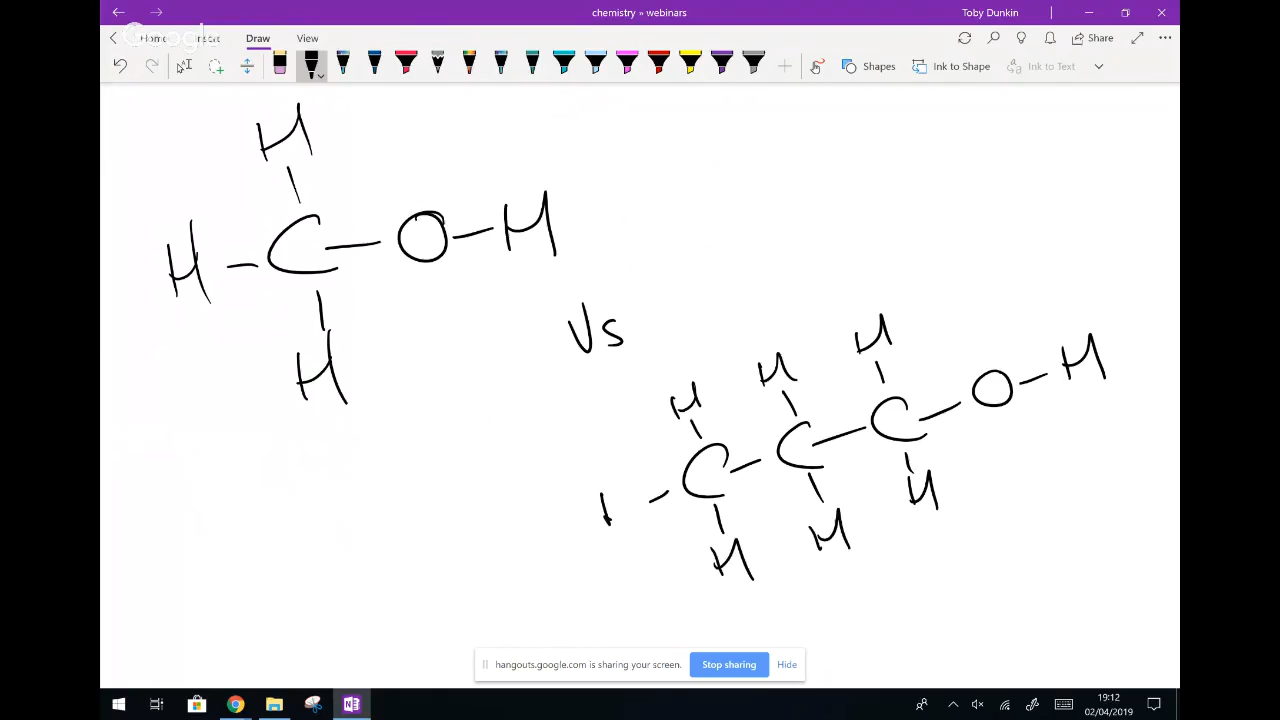 chemistry » webinars
Toby Dunkin
Google
Home Insert Draw View
Share
Shapes Ink to Shape Ink to Text
H
H - C - O - H
H
Vs
H H H
C - C - C - O - H
H H H
hangouts.google.com is sharing your screen. Stop sharing Hide
19:12
02/04/2019